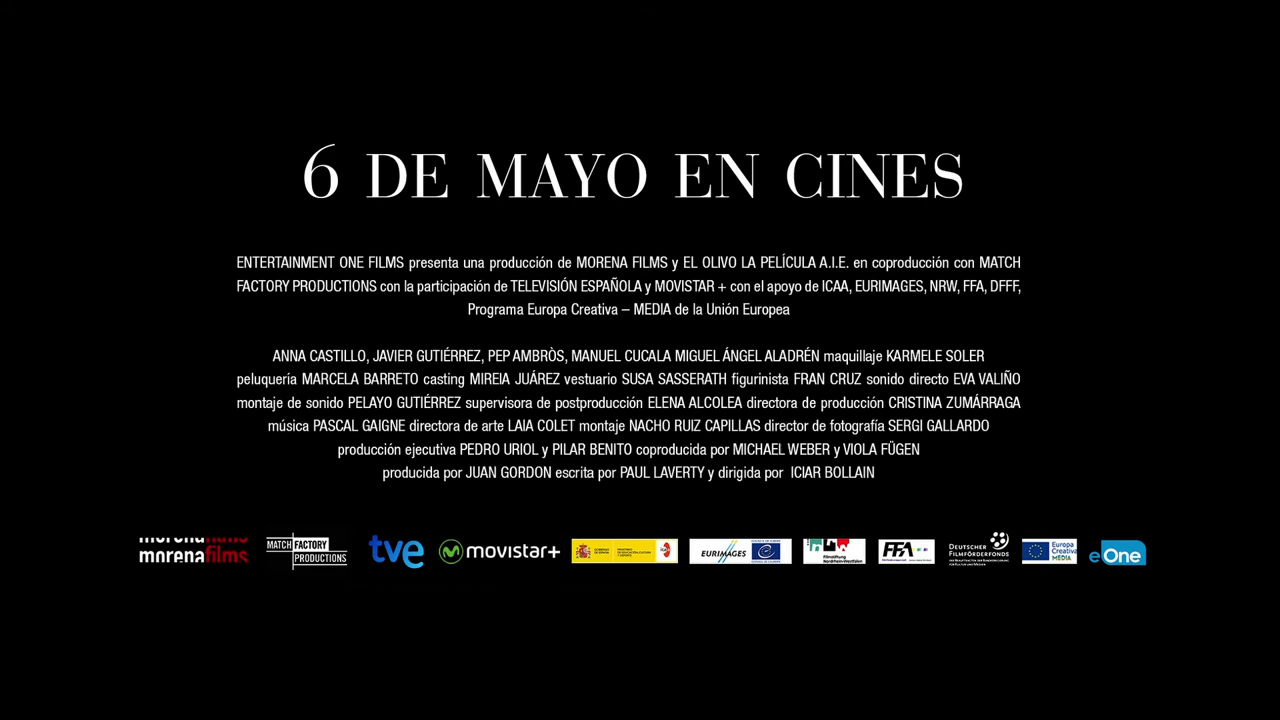 6 DE MAYO EN CINES
ENTERTAINMENT ONE FILMS presenta una producción de MORENA FILMS y EL OLIVO LA PELÍCULA A.I.E. en coproducción con MATCH
FACTORY PRODUCTIONS con la participación de TELEVISIÓN ESPAÑOLA y MOVISTAR + con el apoyo de ICAA, EURIMAGES, NRW, FFA, DFFF,
Programa Europa Creativa – MEDIA de la Unión Europea
ANNA CASTILLO, JAVIER GUTIÉRREZ, PEP AMBRÒS, MANUEL CUCALA MIGUEL ÁNGEL ALADRÉN maquillaje KARMELE SOLER
peluquería MARCELA BARRETO casting MIREIA JUÁREZ vestuario SUSA SASSERATH figurinista FRAN CRUZ sonido directo EVA VALIÑO
montaje de sonido PELAYO GUTIÉRREZ supervisora de postproducción ELENA ALCOLEA directora de producción CRISTINA ZUMÁRRAGA
música PASCAL GAIGNE directora de arte LAIA COLET montaje NACHO RUIZ CAPILLAS director de fotografía SERGI GALLARDO
producción ejecutiva PEDRO URIOL y PILAR BENITO coproducida por MICHAEL WEBER y VIOLA FÜGEN
producida por JUAN GORDON escrita por PAUL LAVERTY y dirigida por ICIAR BOLLAIN
morenafilms
morenafilms
MATCH FACTORY
PRODUCTIONS
tve
movistar+
EURIMAGES
Filmstiftung
Nordrhein-Westfalen
FFA
DEUTSCHER
FILMFÖRDERFONDS
Europa
Creativa
MEDIA
eOne